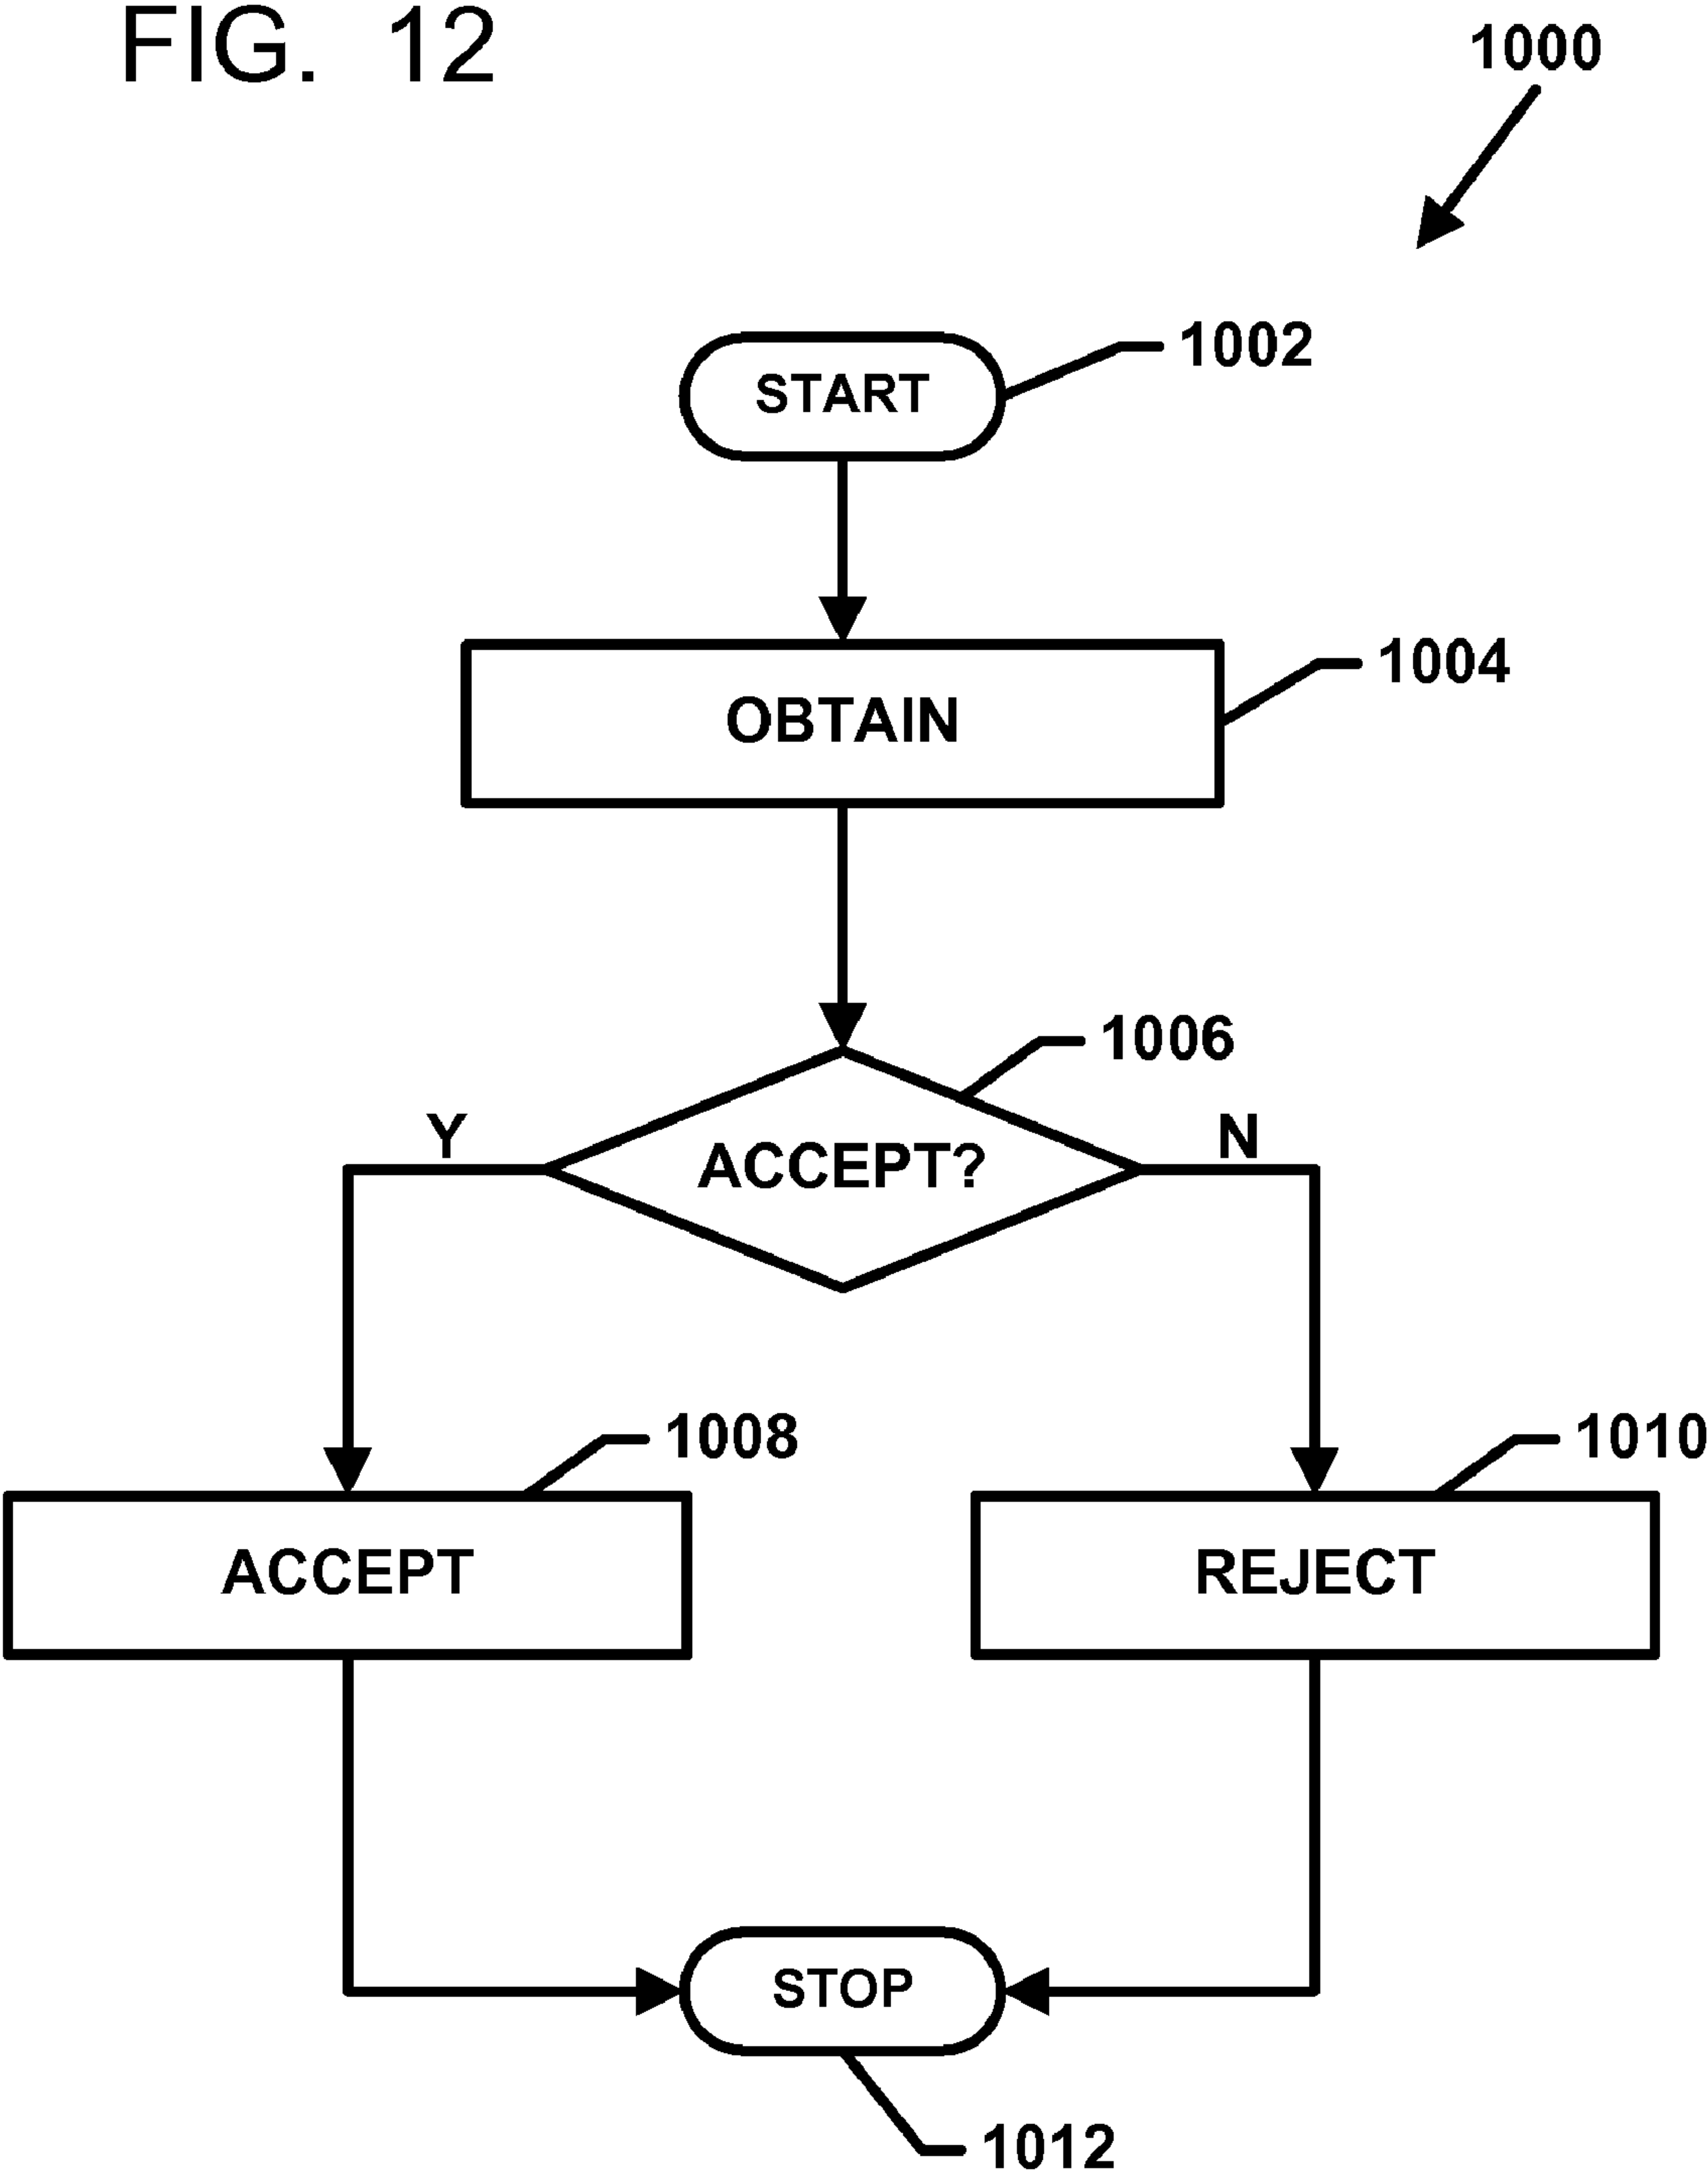 FIG. 12
1000
1002
START
1004
OBTAIN
1006
Y
ACCEPT?
N
1008
1010
ACCEPT
REJECT
STOP
1012